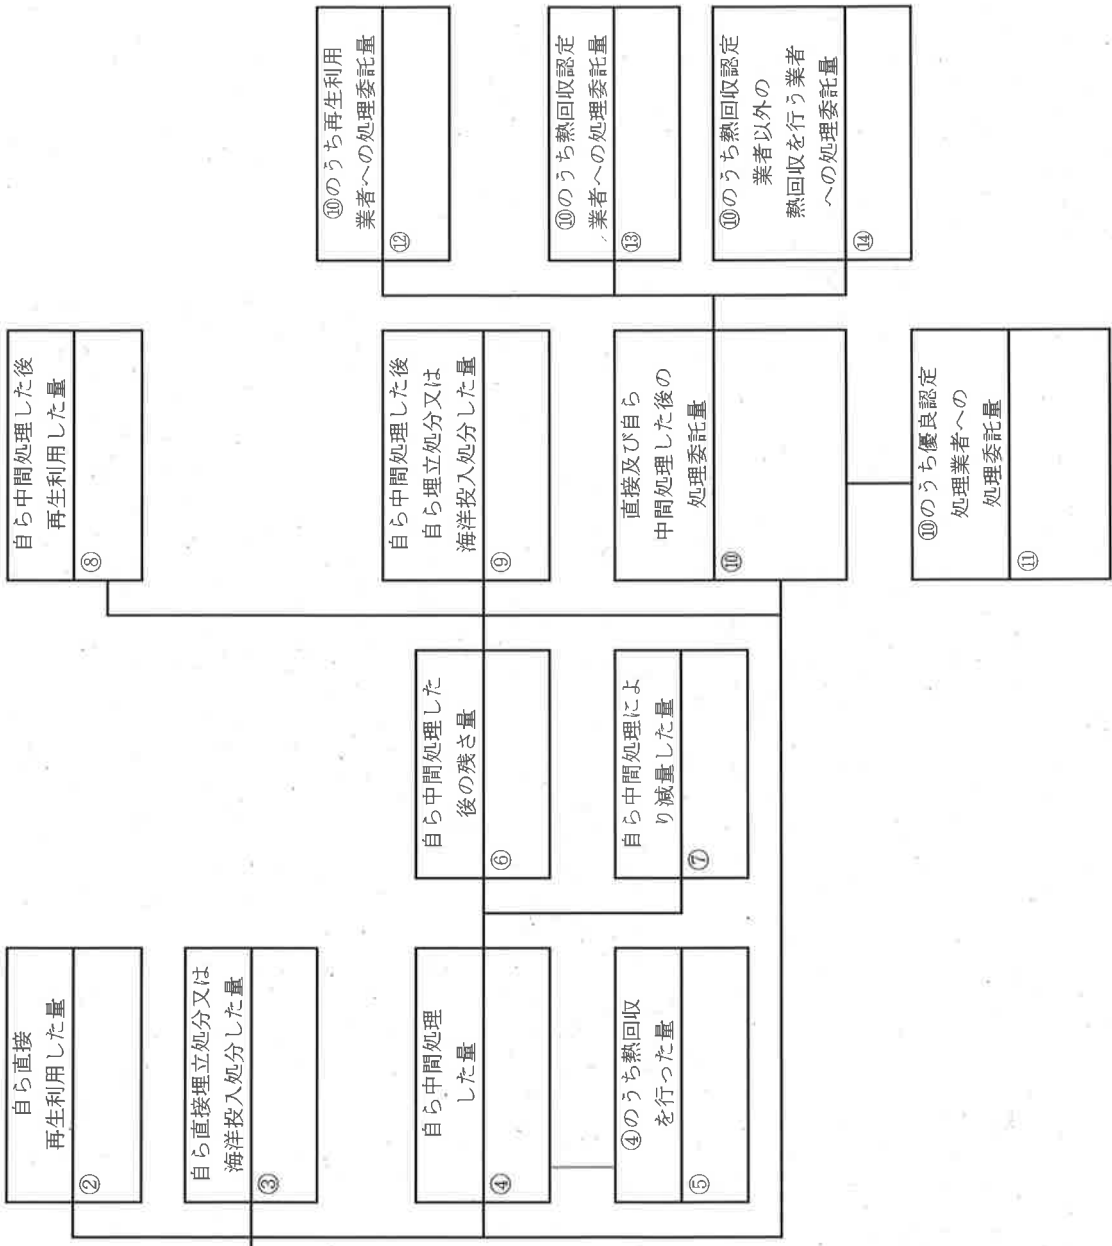 自ら直接
再生利用した量
②
自ら直接埋立処分又は
海洋投入処分した量
③
自ら中間処理
した量
④
④のうち熱回収
を行った量
⑤
自ら中間処理した
後の残さ量
⑥
自ら中間処理によ
り減量した量
⑦
自ら中間処理した後
再生利用した量
⑧
自ら中間処理した後
自ら埋立処分又は
海洋投入処分した量
⑨
直接及び自ら
中間処理した後の
処理委託量
⑩
⑩のうち優良認定
処理業者への
処理委託量
⑪
⑩のうち再生利用
業者への処理委託量
⑫
⑩のうち熱回収認定
業者への処理委託量
⑬
⑩のうち熱回収認定
業者以外の
熱回収を行う業者
への処理委託量
⑭